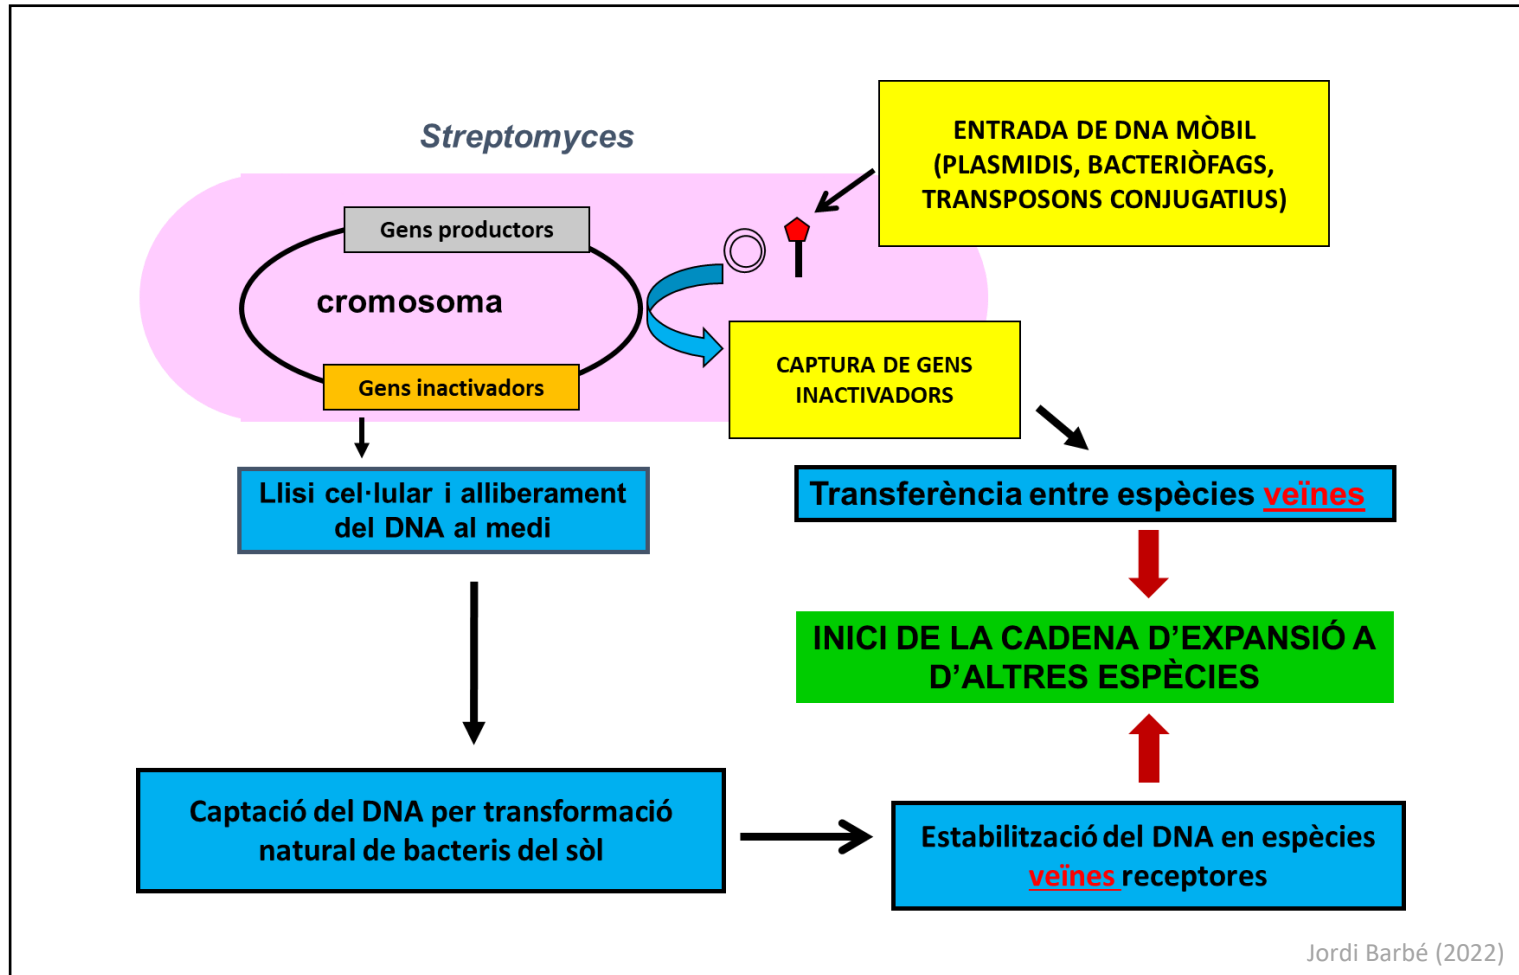 Streptomyces
ENTRADA DE DNA MÒBIL
(PLASMIDIS, BACTERIÒFAGS,
TRANSPOSONS CONJUGATIUS)
Gens productors
cromosoma
Gens inactivadors
CAPTURA DE GENS
INACTIVADORS
Llisi cel·lular i alliberament
del DNA al medi
Transferència entre espècies veïnes
INICI DE LA CADENA D’EXPANSIÓ A
D’ALTRES ESPÈCIES
Captació del DNA per transformació
natural de bacteris del sòl
Estabilització del DNA en espècies
veïnes receptores
Jordi Barbé (2022)